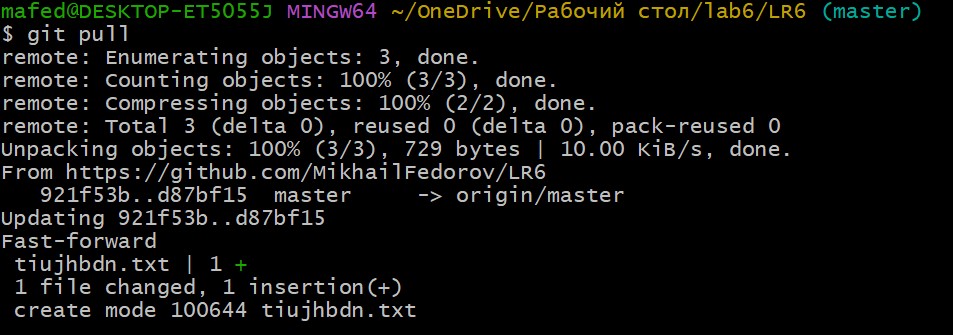 mafed@DESKTOP-ET5O55J MINGW64 ~/OneDrive/Рабочий стол/lab6/LR6 (master)
$ git pull
remote: Enumerating objects: 3, done.
remote: Counting objects: 100% (3/3), done.
remote: Compressing objects: 100% (2/2), done.
remote: Total 3 (delta 0), reused 0 (delta 0), pack-reused 0
Unpacking objects: 100% (3/3), 729 bytes | 10.00 KiB/s, done.
From https://github.com/MikhailFedorov/LR6
   921f53b..d87bf15  master     -> origin/master
Updating 921f53b..d87bf15
Fast-forward
 tiujhbdn.txt | 1 +
 1 file changed, 1 insertion(+)
 create mode 100644 tiujhbdn.txt